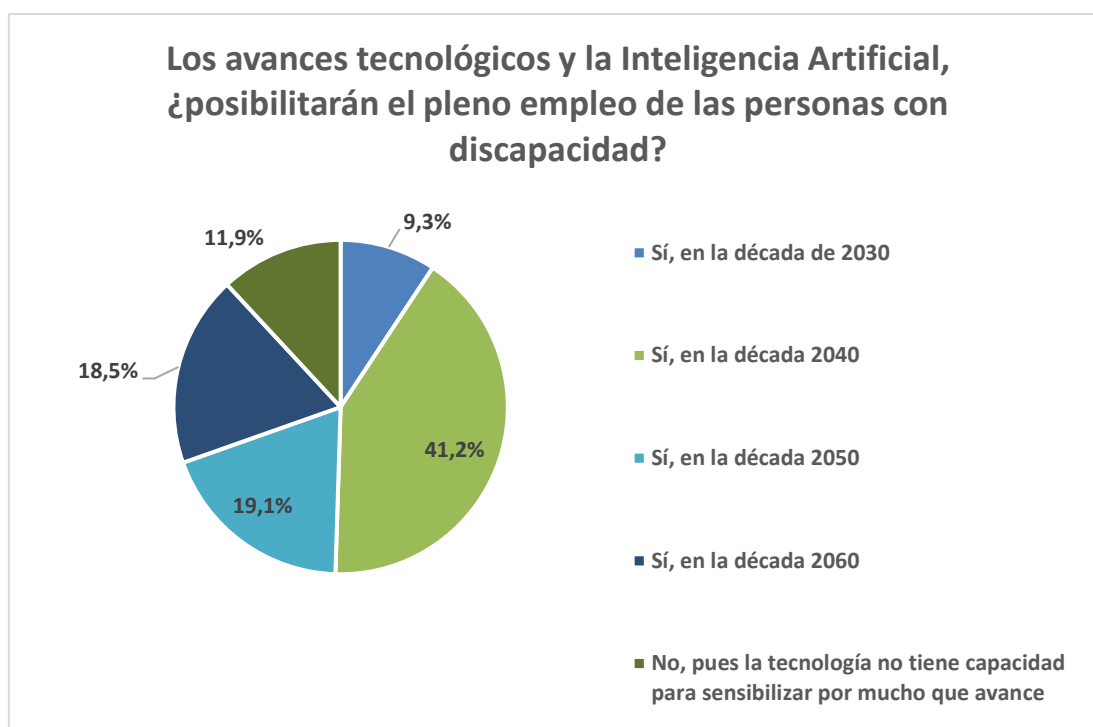 Los avances tecnológicos y la Inteligencia Artificial,
¿posibilitarán el pleno empleo de las personas con
discapacidad?
9,3%
11,9%
18,5%
41,2%
19,1%
Sí, en la década de 2030
Sí, en la década 2040
Sí, en la década 2050
Sí, en la década 2060
No, pues la tecnología no tiene capacidad
para sensibilizar por mucho que avance